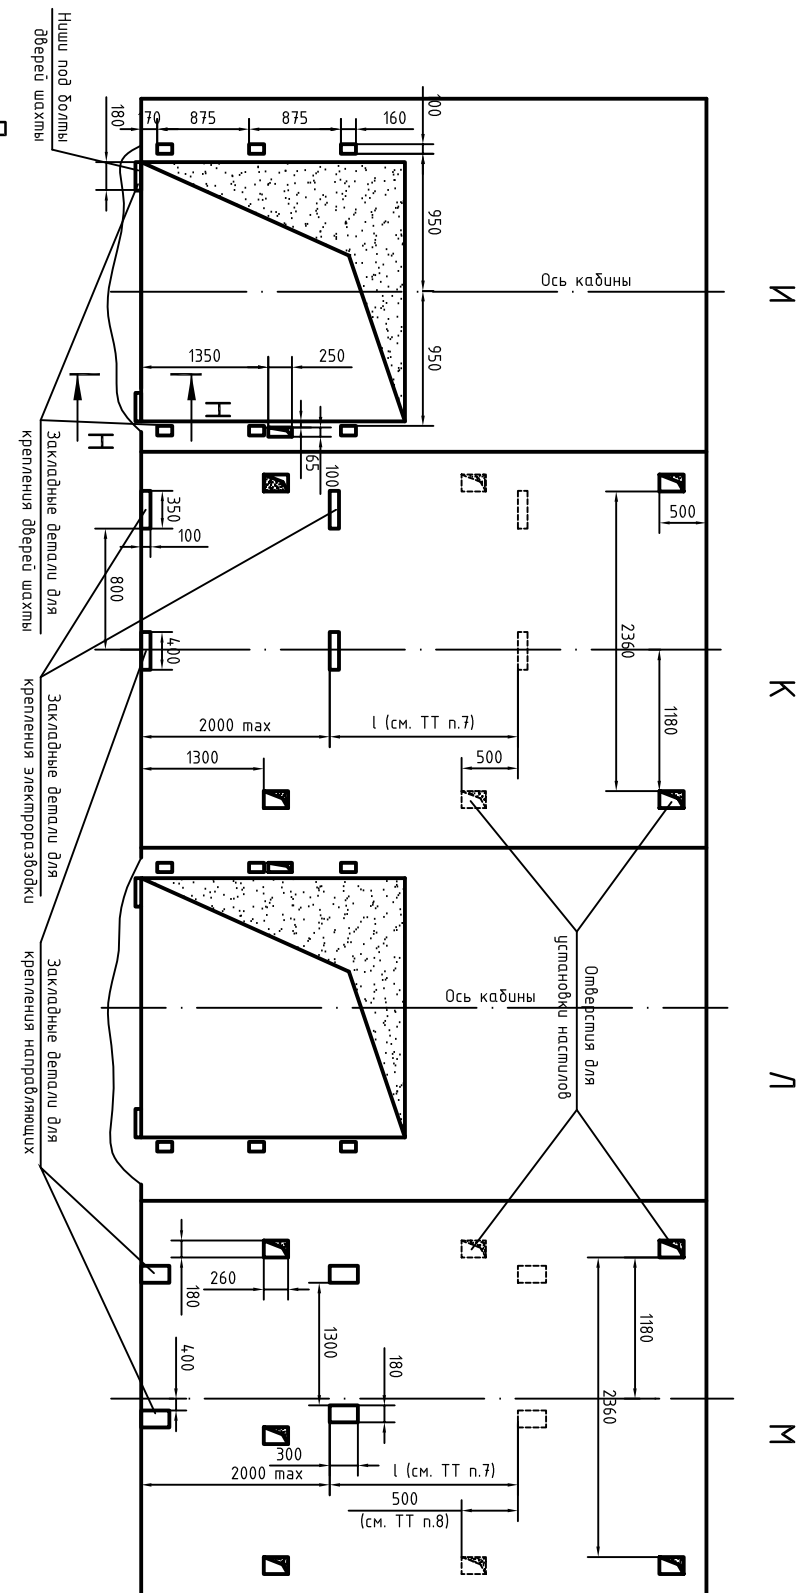 И
К
Л
М
Ниши под болты
дверей шахты
180
70
875
875
160
100
950
950
Ось кабины
1350
250
Н
Н
65
100
Закладные детали для
крепления дверей шахты
350
100
800
400
500
2360
1180
2000 max
l (см. ТТ п.7)
1300
500
Закладные детали для
крепления электроразводки
Ось кабины
Отверстия для
установки настилов
Закладные детали для
крепления направляющих
260
180
1300
400
180
1180
2360
300
2000 max
l (см. ТТ п.7)
500
(см. ТТ п.8)